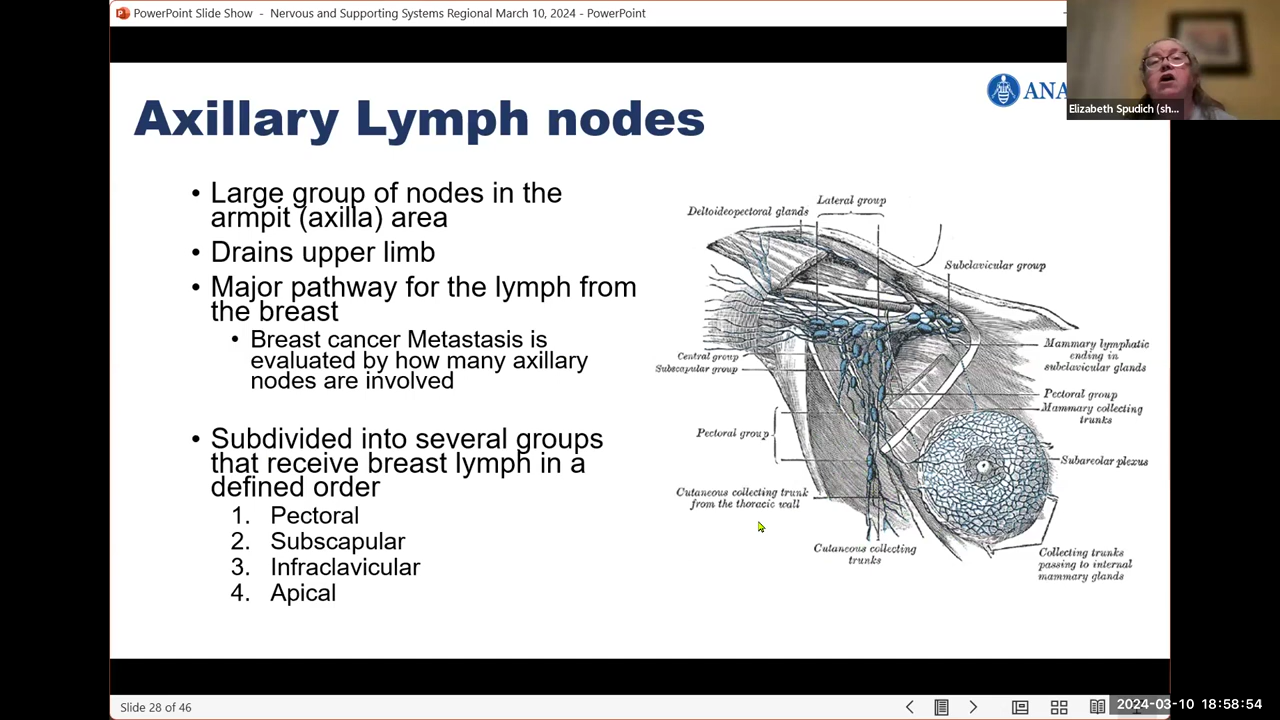 PowerPoint Slide Show - Nervous and Supporting Systems Regional March 10, 2024 - PowerPoint
Elizabeth Spudich (sh...
Axillary Lymph nodes
ANA
• Large group of nodes in the
armpit (axilla) area
• Drains upper limb
• Major pathway for the lymph from
the breast
• Breast cancer Metastasis is
evaluated by how many axillary
nodes are involved
• Subdivided into several groups
that receive breast lymph in a
defined order
1. Pectoral
2. Subscapular
3. Infraclavicular
4. Apical
Lateral group
Deltoideopectoral glands
Subclavicular group
Central group
Subscapular group
Mammary lymphatic
ending in
subclavicular glands
Pectoral group
Mammary collecting
trunks
Pectoral group
Subareolar plexus
Cutaneous collecting trunk
from the thoracic wall
Cutaneous collecting
trunks
Collecting trunks
passing to internal
mammary glands
Slide 28 of 46
2024-03-10 18:58:54